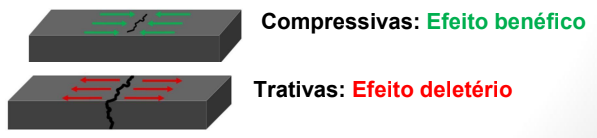 Compressivas: Efeito benéfico
Trativas: Efeito deletério